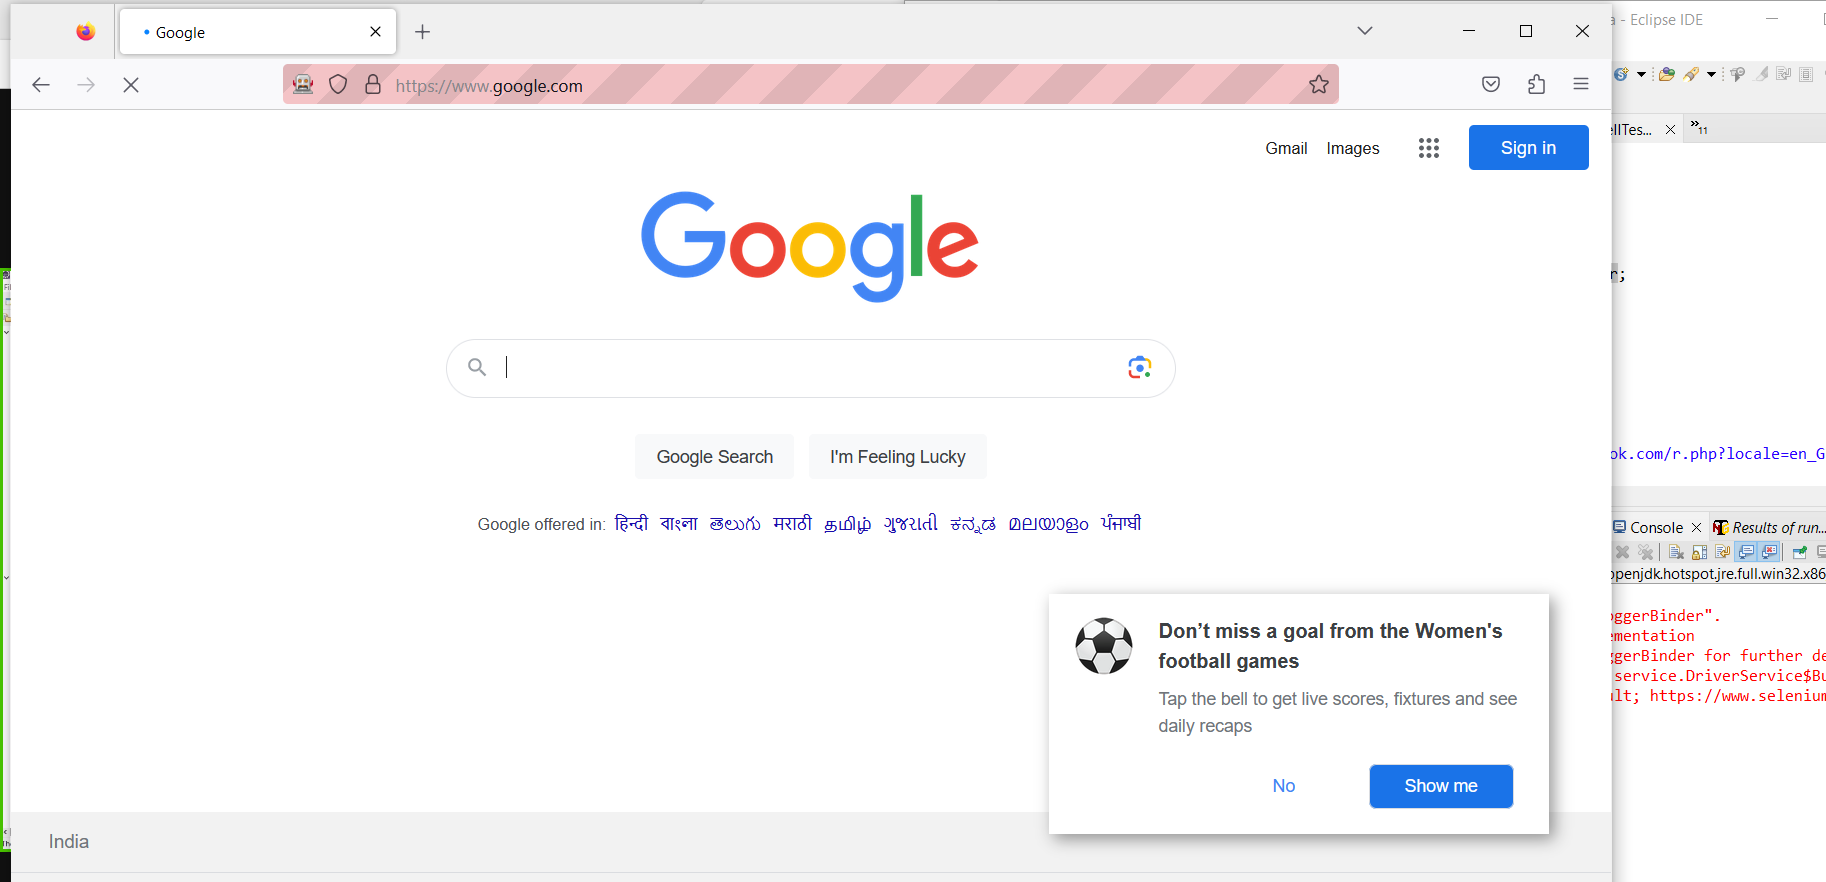 Google
https://www.google.com
Gmail Images Sign in
Google
Google Search I'm Feeling Lucky
Google offered in: हिन्दी বাংলা తెలుగు मराठी தமிழ் ગુજરાતી ಕನ್ನಡ മലയാളം ਪੰਜਾਬੀ
Don’t miss a goal from the Women's
football games
Tap the bell to get live scores, fixtures and see
daily recaps
No Show me
India
a - Eclipse IDE
ellTes... 11
r;
ok.com/r.php?locale=en_G
Console Results of run...
openjdk.hotspot.jre.full.win32.x86
oggerBinder".
ementation
ggerBinder for further de
service.DriverService$Bu
ult; https://www.selenium